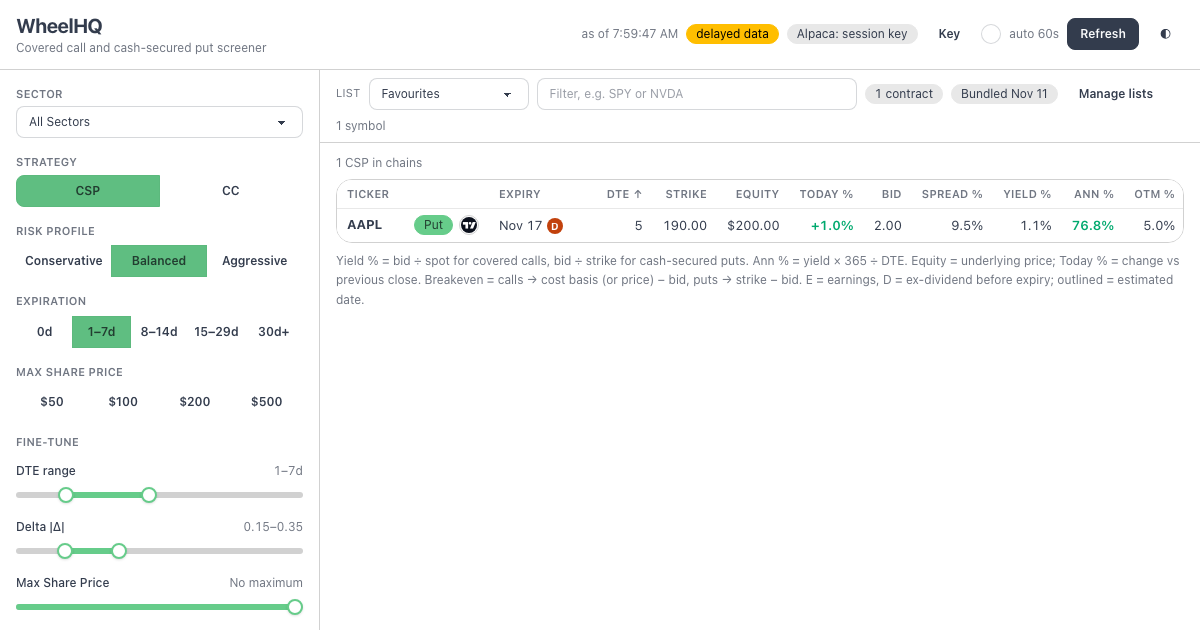 WheelHQ
Covered call and cash-secured put screener
as of 7:59:47 AM delayed data Alpaca: session key Key auto 60s Refresh
SECTOR
All Sectors
STRATEGY
CSP CC
RISK PROFILE
Conservative Balanced Aggressive
EXPIRATION
0d 1–7d 8–14d 15–29d 30d+
MAX SHARE PRICE
$50 $100 $200 $500
FINE-TUNE
DTE range 1–7d
Delta |Δ| 0.15–0.35
Max Share Price No maximum
LIST Favourites Filter, e.g. SPY or NVDA 1 contract Bundled Nov 11 Manage lists
1 symbol
1 CSP in chains
TICKER EXPIRY DTE ↑ STRIKE EQUITY TODAY % BID SPREAD % YIELD % ANN % OTM %
AAPL Put Nov 17 D 5 190.00 $200.00 +1.0% 2.00 9.5% 1.1% 76.8% 5.0%
Yield % = bid ÷ spot for covered calls, bid ÷ strike for cash-secured puts. Ann % = yield × 365 ÷ DTE. Equity = underlying price; Today % = change vs
previous close. Breakeven = calls → cost basis (or price) − bid, puts → strike − bid. E = earnings, D = ex-dividend before expiry; outlined = estimated
date.